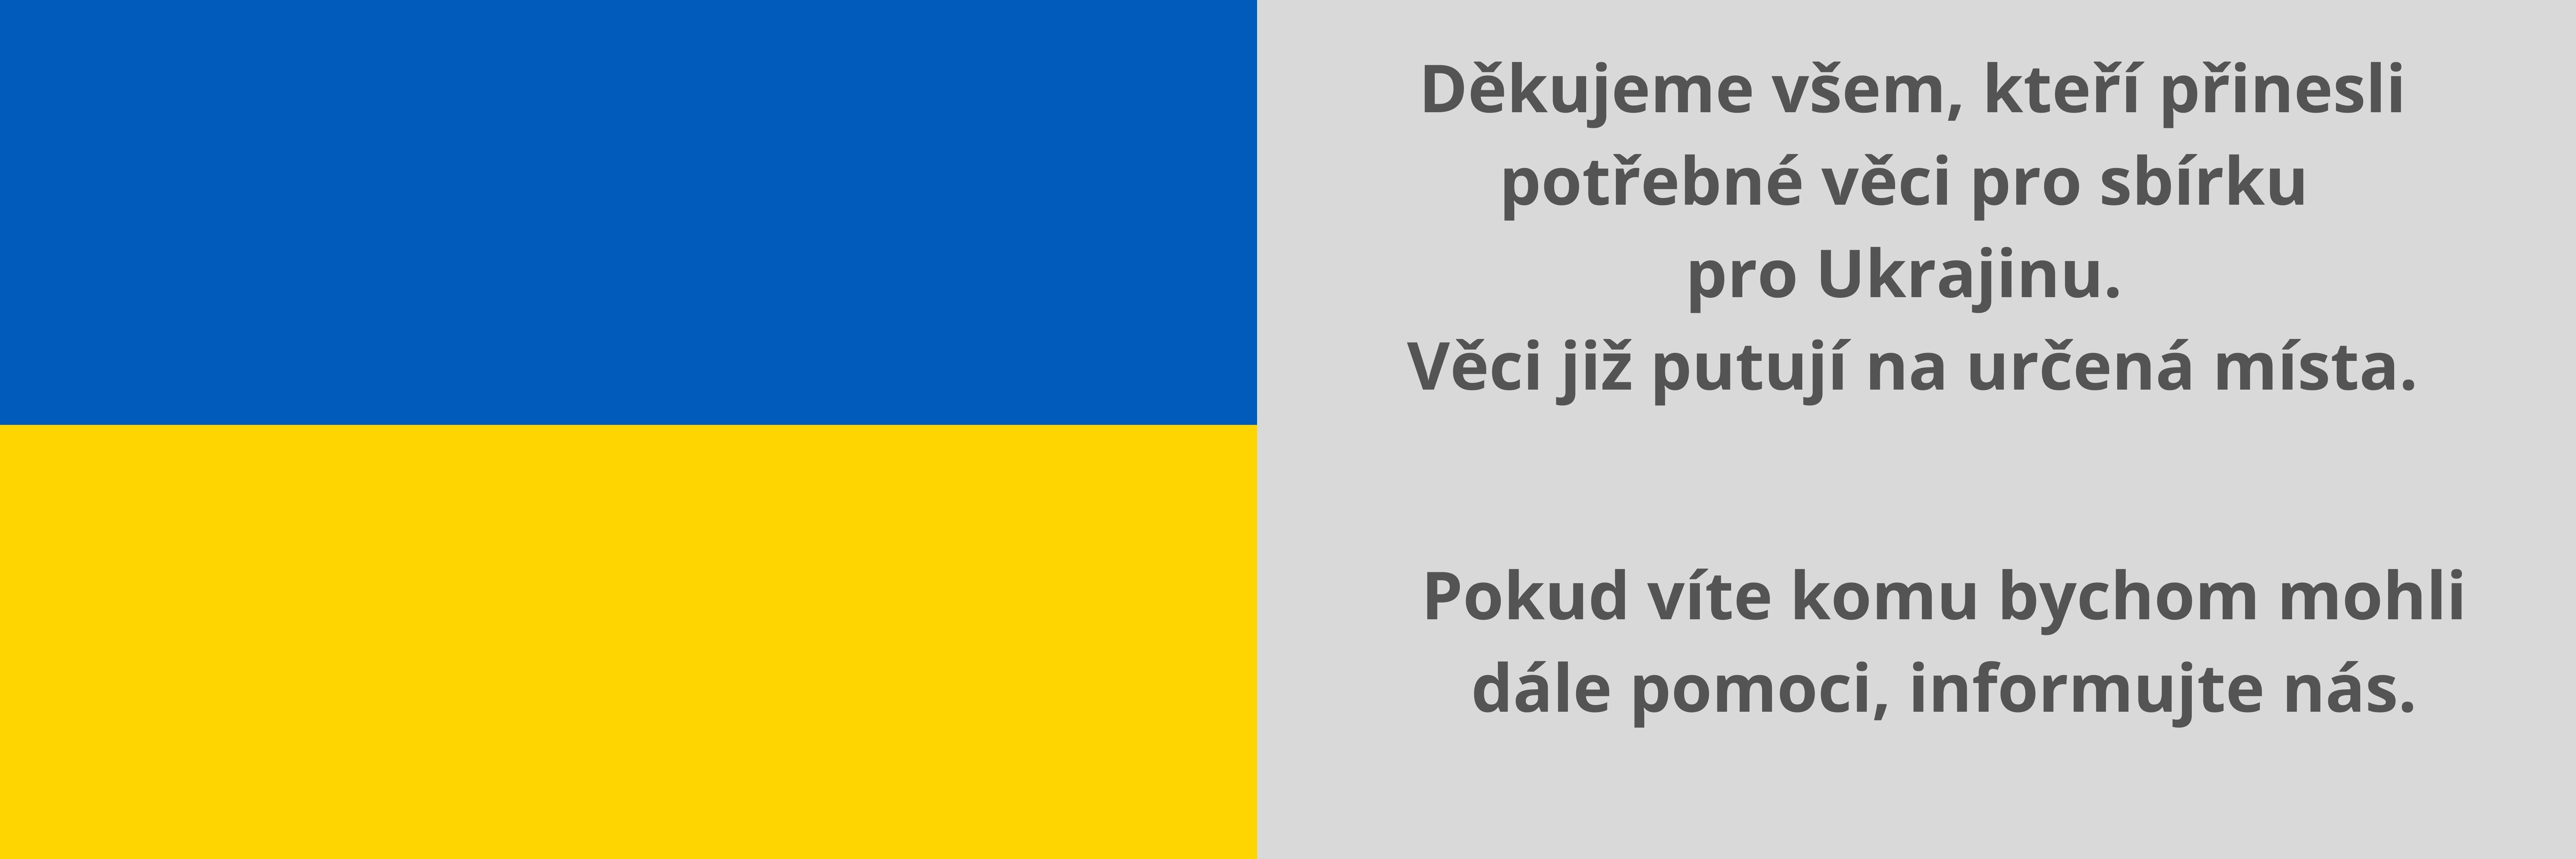 Děkujeme všem, kteří přinesli
potřebné věci pro sbírku
pro Ukrajinu.
Věci již putují na určená místa.
Pokud víte komu bychom mohli
dále pomoci, informujte nás.